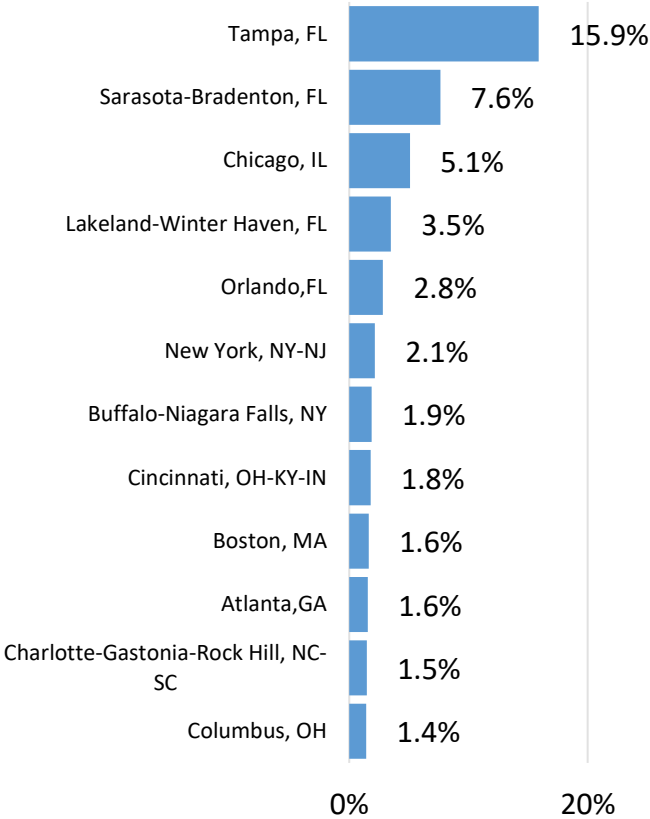 Tampa, FL 15.9%
Sarasota-Bradenton, FL 7.6%
Chicago, IL 5.1%
Lakeland-Winter Haven, FL 3.5%
Orlando,FL 2.8%
New York, NY-NJ 2.1%
Buffalo-Niagara Falls, NY 1.9%
Cincinnati, OH-KY-IN 1.8%
Boston, MA 1.6%
Atlanta,GA 1.6%
Charlotte-Gastonia-Rock Hill, NC-
SC 1.5%
Columbus, OH 1.4%
0% 20%